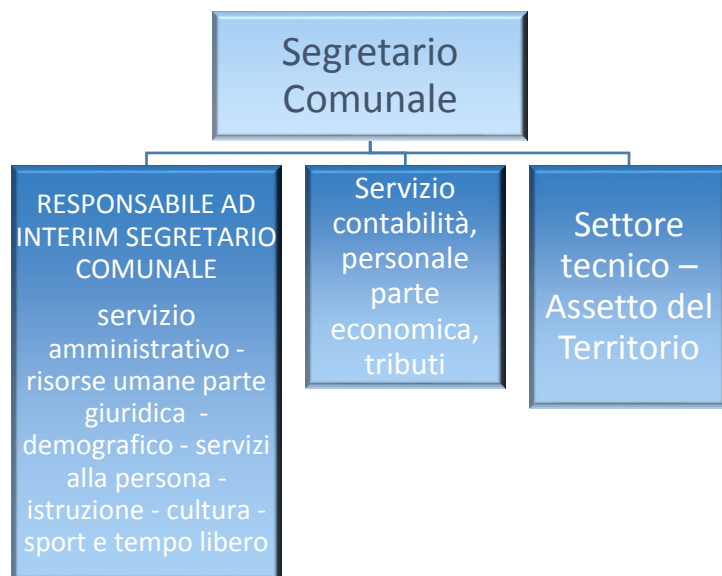 Segretario
Comunale
RESPONSABILE AD
INTERIM SEGRETARIO
COMUNALE
servizio
amministrativo -
risorse umane parte
giuridica -
demografico - servizi
alla persona -
istruzione - cultura -
sport e tempo libero
Servizio
contabilità,
personale
parte
economica,
tributi
Settore
tecnico –
Assetto del
Territorio